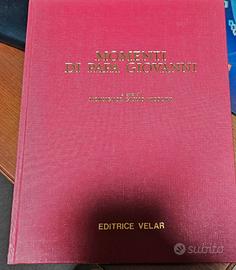 MOMENTI
DI PAPA GIOVANNI
EDITRICE VELAR
subito